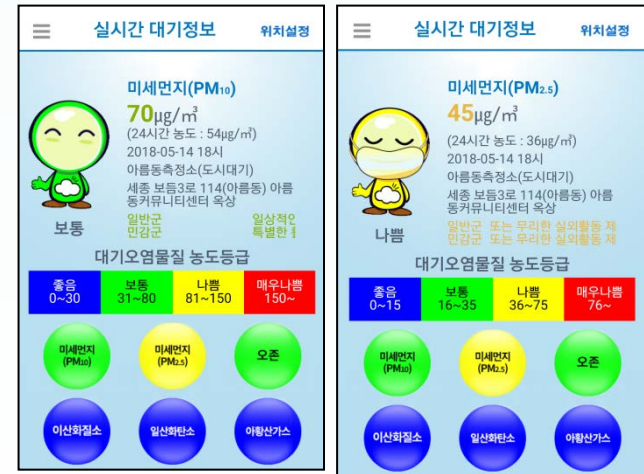 실시간 대기정보
위치설정
미세먼지(PM10)
70μg/㎥
(24시간 농도 : 54μg/㎥)
2018-05-14 18시
아름동측정소(도시대기)
세종 보듬3로 114(아름동) 아름
동커뮤니티센터 옥상
보통
일반군 일상적인
민감군 특별한
대기오염물질 농도등급
좋음 보통 나쁨 매우나쁨
0~30 31~80 81~150 150~
미세먼지 미세먼지 오존
(PM10) (PM2.5)
이산화질소 일산화탄소 아황산가스
실시간 대기정보
위치설정
미세먼지(PM2.5)
45μg/㎥
(24시간 농도 : 36μg/㎥)
2018-05-14 18시
아름동측정소(도시대기)
세종 보듬3로 114(아름동) 아름
동커뮤니티센터 옥상
나쁨
일반군 또는 무리한 실외활동 제
민감군 또는 무리한 실외활동 제
대기오염물질 농도등급
좋음 보통 나쁨 매우나쁨
0~15 16~35 36~75 76~
미세먼지 미세먼지 오존
(PM10) (PM2.5)
이산화질소 일산화탄소 아황산가스